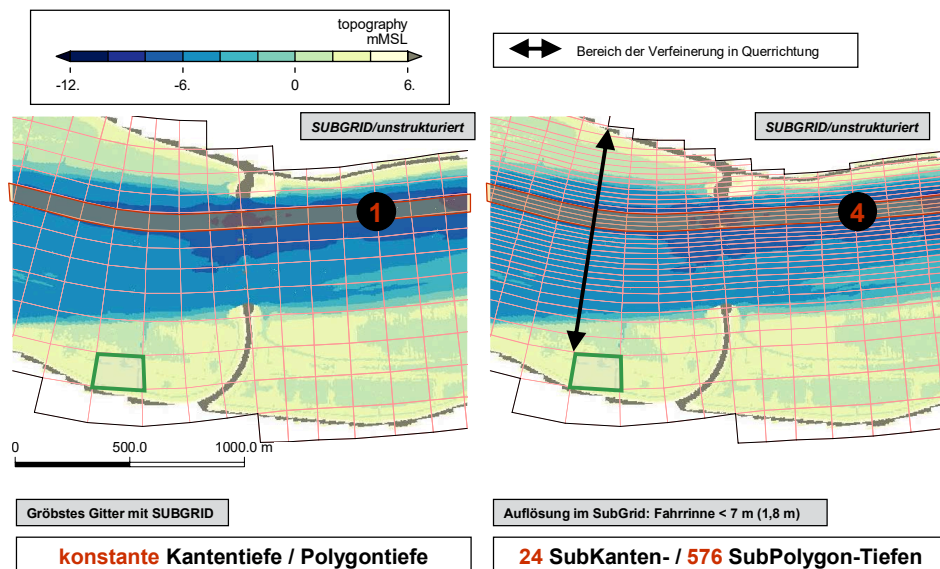 topography
mMSL
-12. -6. 0 6.
Bereich der Verfeinerung in Querrichtung
SUBGRID/unstrukturiert
SUBGRID/unstrukturiert
1
4
0 500.0 1000.0 m
Gröbstes Gitter mit SUBGRID
Auflösung im SubGrid: Fahrrinne < 7 m (1,8 m)
konstante Kantentiefe / Polygontiefe
24 SubKanten- / 576 SubPolygon-Tiefen